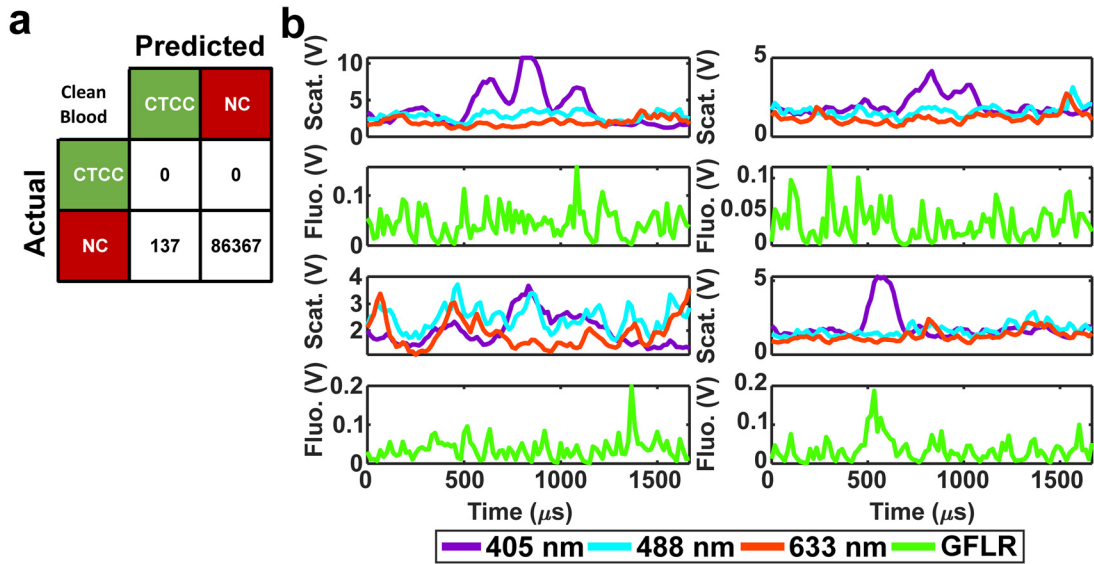 a
Predicted
Clean
Blood
CTCC
NC
Actual
CTCC
0
0
NC
137
86367
b
Scat. (V)
10
5
0
Scat. (V)
5
0
Fluo. (V)
0.1
0
Fluo. (V)
0.1
0.05
0
Scat. (V)
4
3
2
Scat. (V)
5
0
Fluo. (V)
0.2
0.1
0
0
500
1000
1500
Time (μs)
Fluo. (V)
0.2
0.1
0
0
500
1000
1500
Time (μs)
405 nm
488 nm
633 nm
GFLR